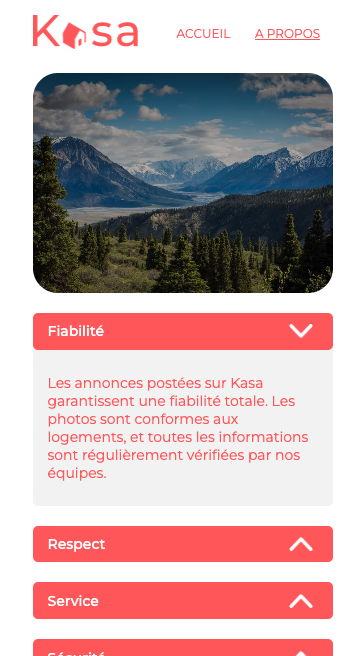 Kasa
ACCUEIL
A PROPOS
Fiabilité
Les annonces postées sur Kasa
garantissent une fiabilité totale. Les
photos sont conformes aux
logements, et toutes les informations
sont régulièrement vérifiées par nos
équipes.
Respect
Service
Sécurité